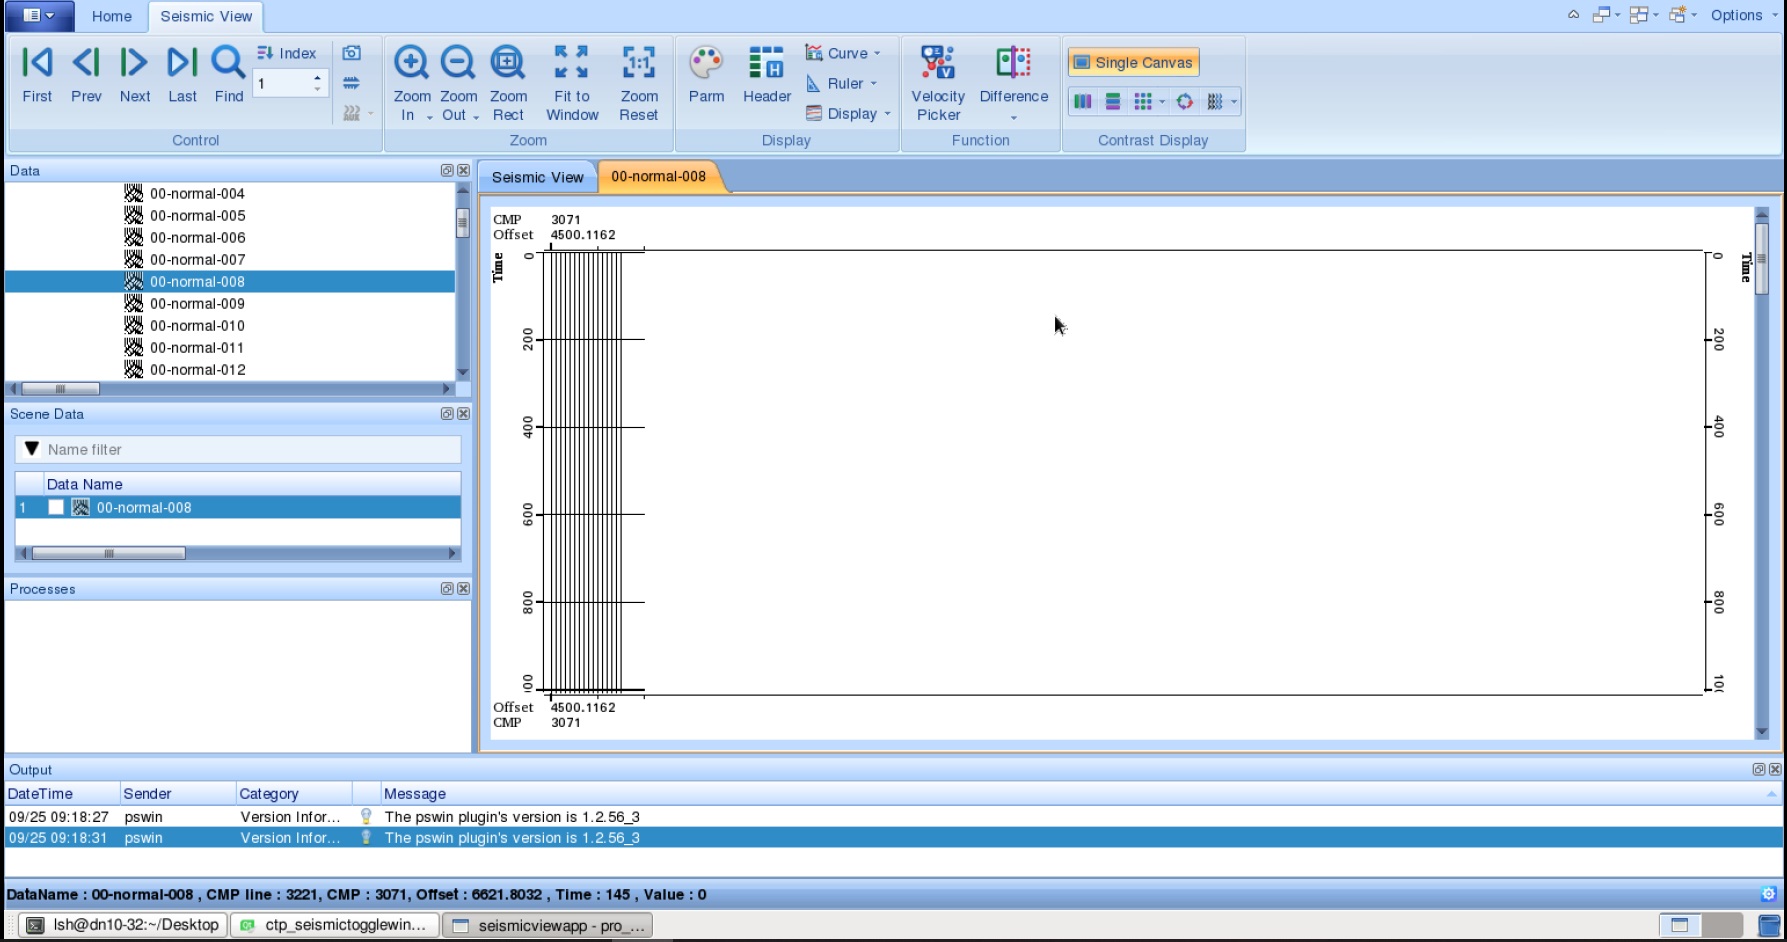 Home
Seismic View
Options
First
Prev
Next
Last
Find
Index
1
Control
Zoom In
Zoom Out
Zoom Rect
Fit to Window
1:1
Zoom Reset
Zoom
Parm
H
Header
Curve
Ruler
Display
Display
V
Velocity Picker
Difference
Function
Single Canvas
Contrast Display
Data
00-normal-004
00-normal-005
00-normal-006
00-normal-007
00-normal-008
00-normal-009
00-normal-010
00-normal-011
00-normal-012
Scene Data
Name filter
Data Name
1 00-normal-008
Processes
Seismic View
00-normal-008
CMP 3071
Offset 4500.1162
Time
0
200
400
600
800
00
0
200
400
600
800
100
Time
Offset 4500.1162
CMP 3071
Output
DateTime Sender Category Message
09/25 09:18:27 pswin Version Infor... The pswin plugin's version is 1.2.56_3
09/25 09:18:31 pswin Version Infor... The pswin plugin's version is 1.2.56_3
DataName : 00-normal-008 , CMP line : 3221, CMP : 3071, Offset : 6621.8032 , Time : 145 , Value : 0
lsh@dn10-32:~/Desktop
ctp_seismictogglewin...
seismicviewapp - pro_...